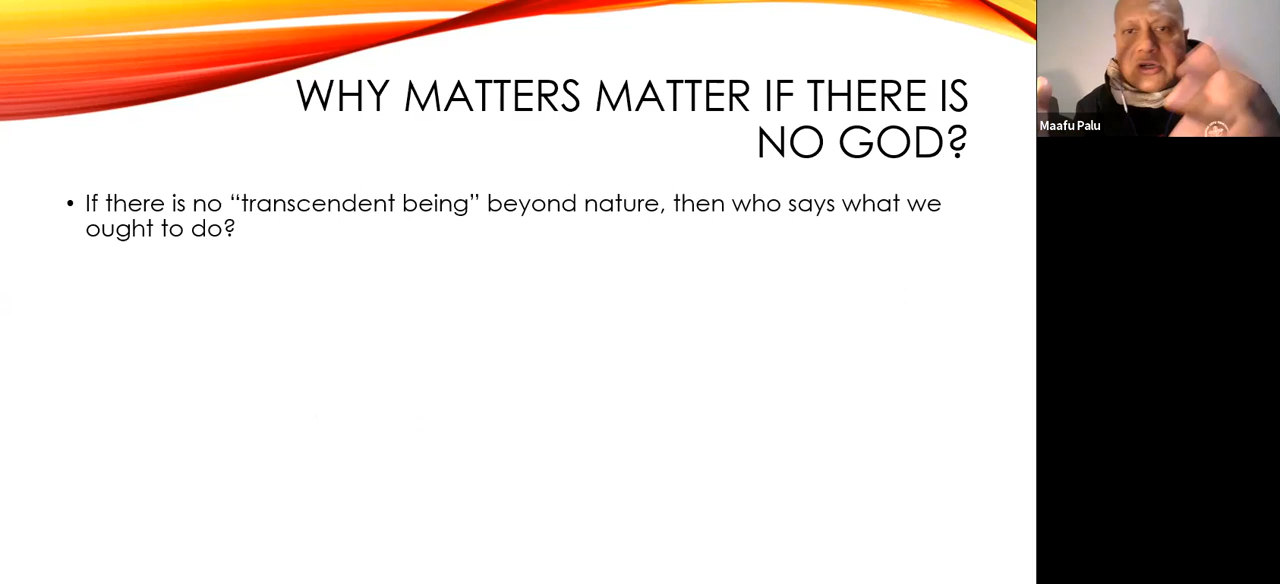 WHY MATTERS MATTER IF THERE IS
NO GOD?
• If there is no “transcendent being” beyond nature, then who says what we
ought to do?
Maafu Palu